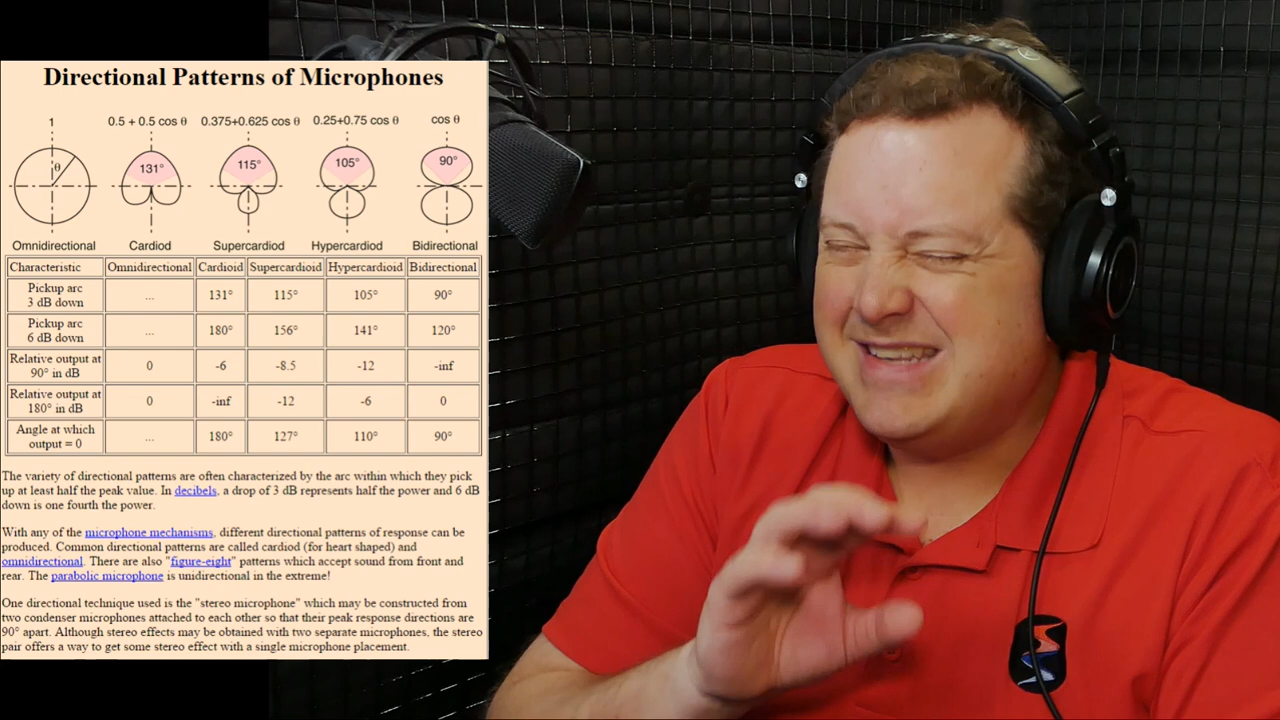 Directional Patterns of Microphones
1 0.5 + 0.5 cos θ 0.375+0.625 cos θ 0.25+0.75 cos θ cos θ
θ 131° 115° 105° 90°
Omnidirectional Cardiod Supercardiod Hypercardiod Bidirectional
Characteristic Omnidirectional Cardioid Supercardioid Hypercardioid Bidirectional
Pickup arc
3 dB down ... 131° 115° 105° 90°
Pickup arc
6 dB down ... 180° 156° 141° 120°
Relative output at
90° in dB 0 -6 -8.5 -12 -inf
Relative output at
180° in dB 0 -inf -12 -6 0
Angle at which
output = 0 ... 180° 127° 110° 90°
The variety of directional patterns are often characterized by the arc within which they pick
up at least half the peak value. In decibels, a drop of 3 dB represents half the power and 6 dB
down is one fourth the power.
With any of the microphone mechanisms, different directional patterns of response can be
produced. Common directional patterns are called cardiod (for heart shaped) and
omnidirectional. There are also "figure-eight" patterns which accept sound from front and
rear. The parabolic microphone is unidirectional in the extreme!
One directional technique used is the "stereo microphone" which may be constructed from
two condenser microphones attached to each other so that their peak response directions are
90° apart. Although stereo effects may be obtained with two separate microphones, the stereo
pair offers a way to get some stereo effect with a single microphone placement.